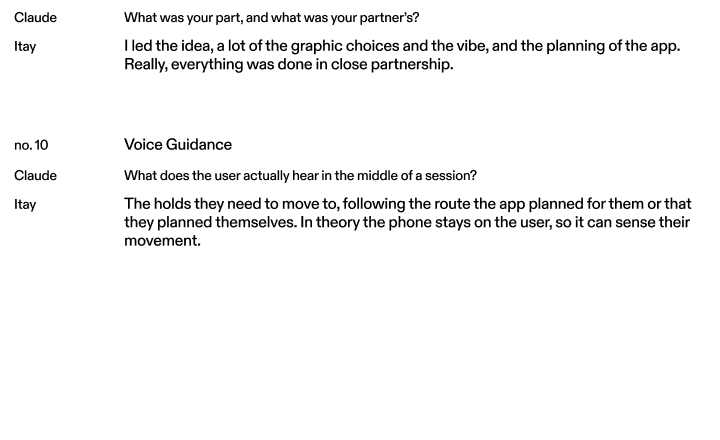 Claude
What was your part, and what was your partner's?
Itay
I led the idea, a lot of the graphic choices and the vibe, and the planning of the app.
Really, everything was done in close partnership.
no. 10
Voice Guidance
Claude
What does the user actually hear in the middle of a session?
Itay
The holds they need to move to, following the route the app planned for them or that
they planned themselves. In theory the phone stays on the user, so it can sense their
movement.